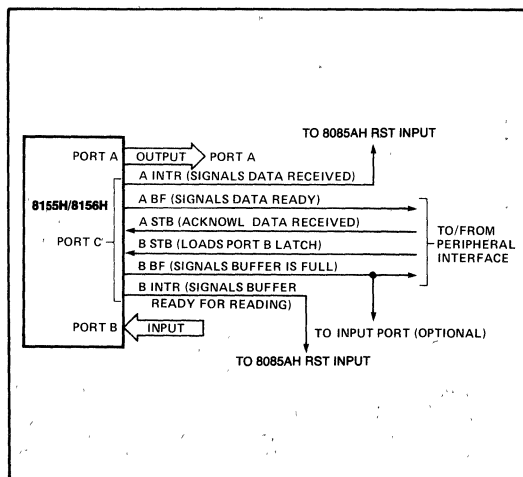 TO 8085AH RST INPUT
PORT A OUTPUT PORT A
A INTR (SIGNALS DATA RECEIVED)
8155H/8156H
A BF (SIGNALS DATA READY)
A STB (ACKNOWL DATA RECEIVED)
PORT C
B STB (LOADS PORT B LATCH)
TO/FROM
PERIPHERAL
INTERFACE
B BF (SIGNALS BUFFER IS FULL)
B INTR (SIGNALS BUFFER
READY FOR READING)
TO INPUT PORT (OPTIONAL)
PORT B INPUT
TO 8085AH RST INPUT